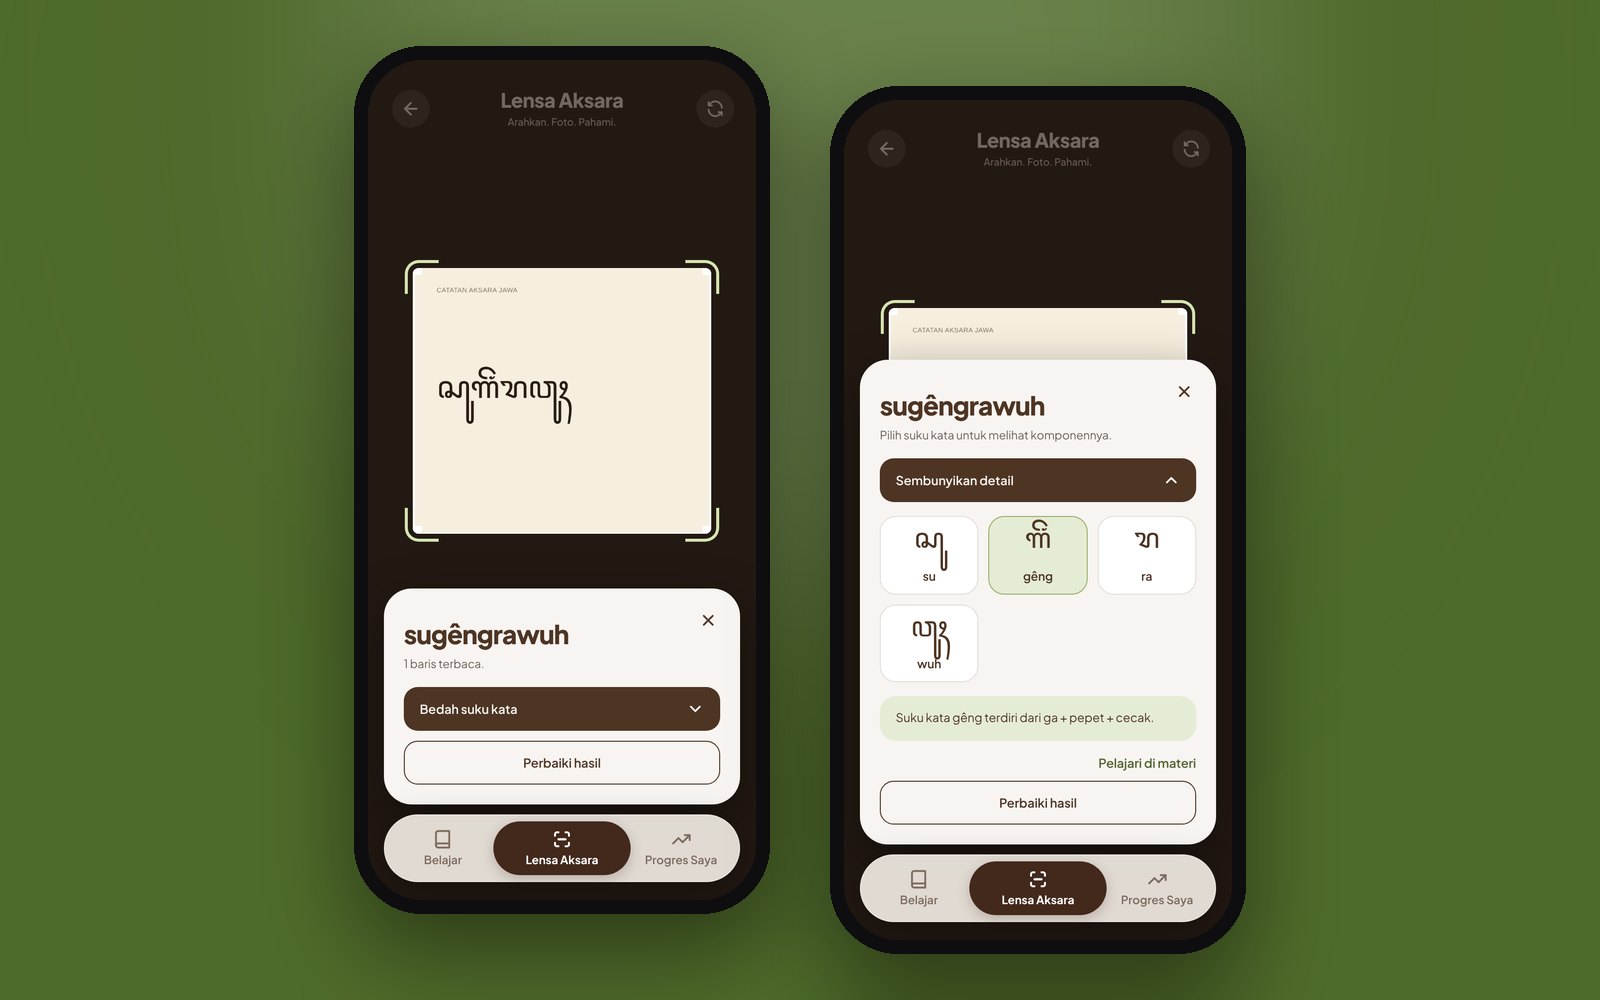 Lensa Aksara
Arahkan. Foto. Pahami.
CATATAN AKSARA JAWA
ꦱꦸꦒꦼꦁꦫꦮꦸꦃ
sugêngrawuh
1 baris terbaca.
Bedah suku kata
Perbaiki hasil
Belajar
Lensa Aksara
Progres Saya
Lensa Aksara
Arahkan. Foto. Pahami.
CATATAN AKSARA JAWA
sugêngrawuh
Pilih suku kata untuk melihat komponennya.
Sembunyikan detail
ꦱꦸ ꦒꦼꦁ ꦫ
su gêng ra
ꦮꦸꦃ
wuh
Suku kata gêng terdiri dari ga + pepet + cecak.
Pelajari di materi
Perbaiki hasil
Belajar
Lensa Aksara
Progres Saya